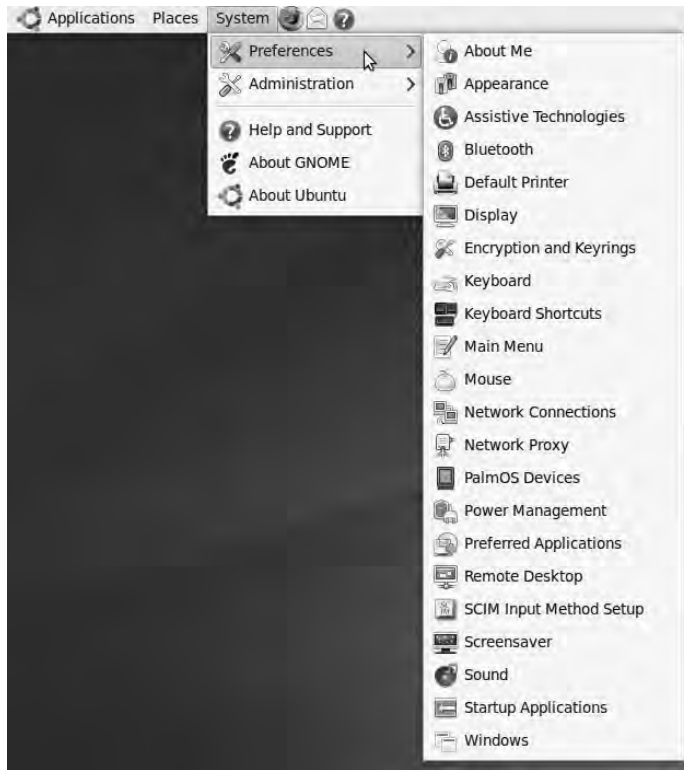 Applications Places System
Preferences
Administration
Help and Support
About GNOME
About Ubuntu
About Me
Appearance
Assistive Technologies
Bluetooth
Default Printer
Display
Encryption and Keyrings
Keyboard
Keyboard Shortcuts
Main Menu
Mouse
Network Connections
Network Proxy
PalmOS Devices
Power Management
Preferred Applications
Remote Desktop
SCIM Input Method Setup
Screensaver
Sound
Startup Applications
Windows